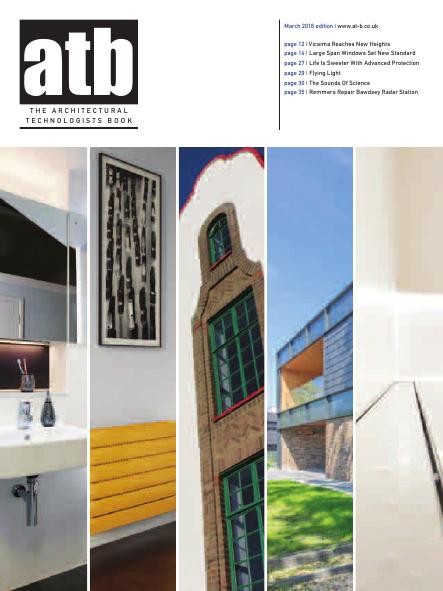 atb
THE ARCHITECTURAL
TECHNOLOGISTS BOOK
March 2018 edition | www.at-b.co.uk
page 12 | Vicaima Reaches New Heights
page 14 | Large Span Windows Set New Standard
page 27 | Life Is Sweeter With Advanced Protection
page 29 | Flying Light
page 30 | The Sounds Of Science
page 35 | Remmers Repair Bawdsey Radar Station